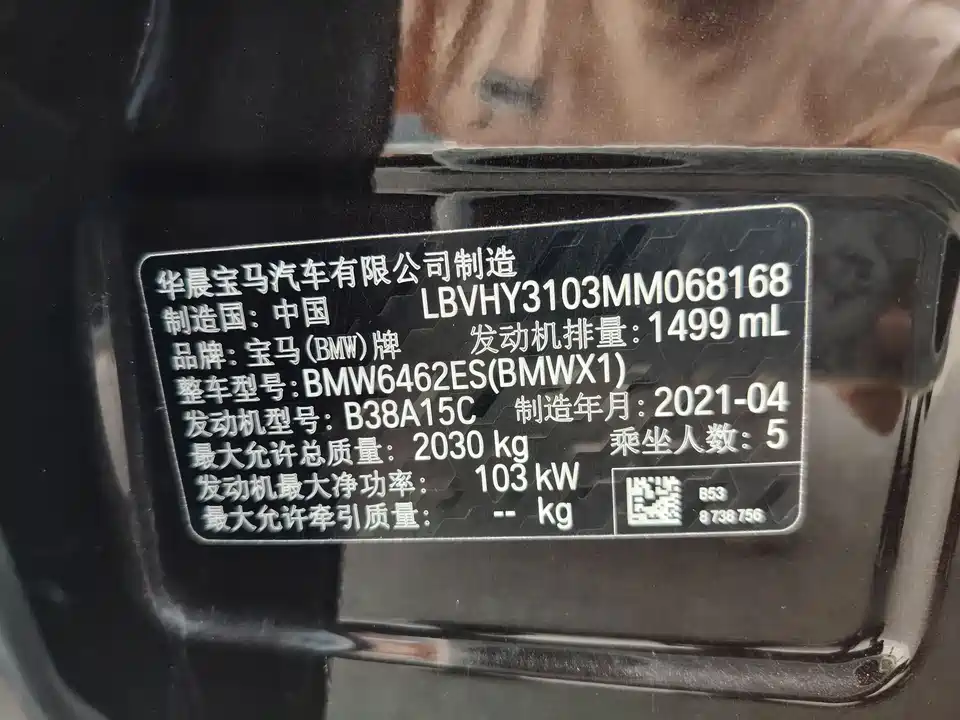 华晨宝马汽车有限公司制造
制造国：中国 LBVHY3103MM068168
品牌：宝马(BMW)牌 发动机排量：1499 mL
整车型号：BMW6462ES(BMWX1)
发动机型号：B38A15C 制造年月：2021-04
最大允许总质量：2030 kg 乘坐人数：5
发动机最大净功率：103 kW
最大允许牵引质量：-- kg
B53
8 738 756